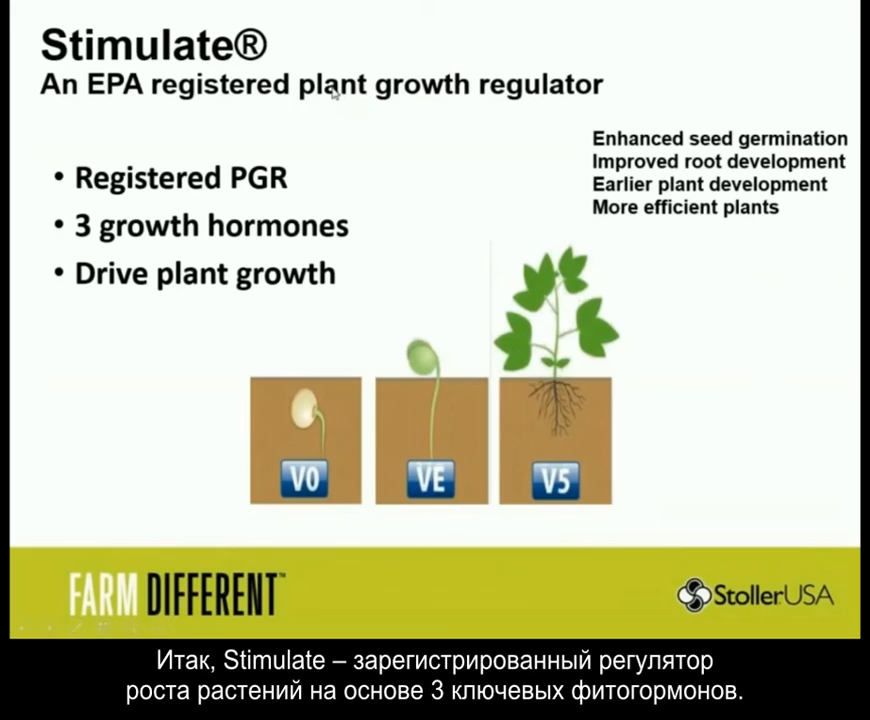 Stimulate®
An EPA registered plant growth regulator
Enhanced seed germination
Improved root development
Earlier plant development
More efficient plants
• Registered PGR
• 3 growth hormones
• Drive plant growth
V0
VE
V5
FARM DIFFERENT™
StollerUSA
Итак, Stimulate – зарегистрированный регулятор
роста растений на основе 3 ключевых фитогормонов.